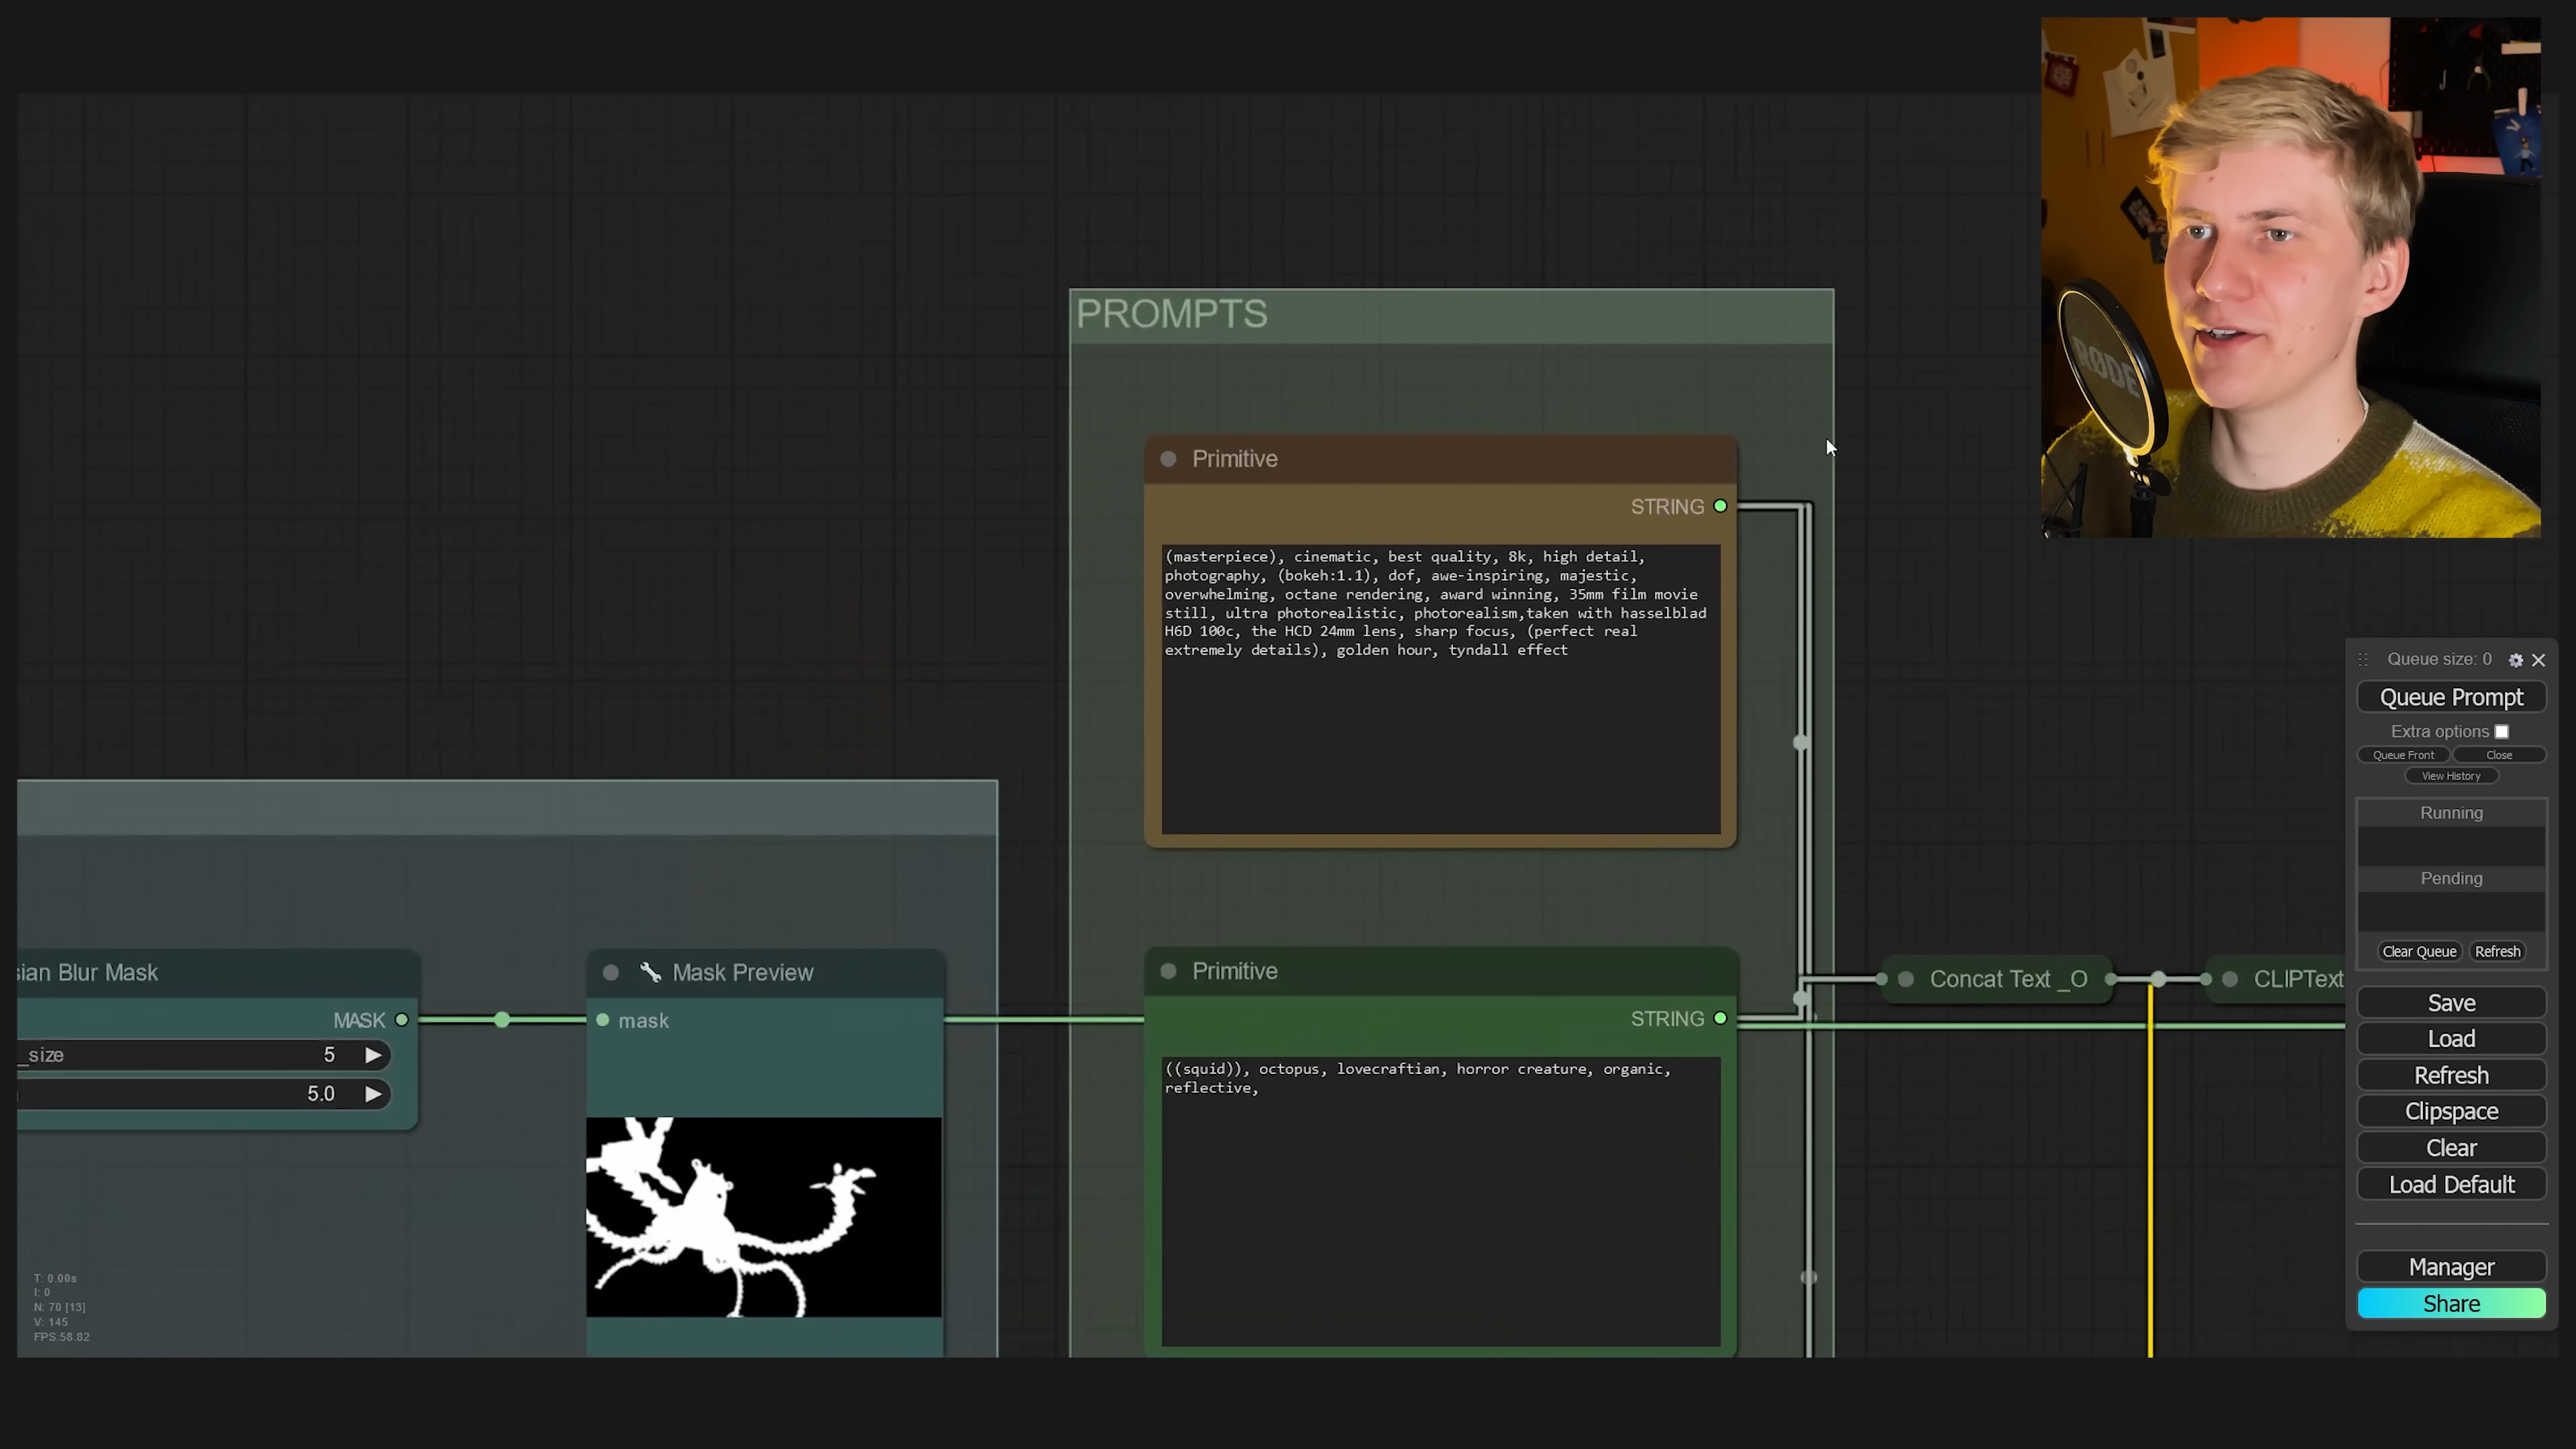 RØDE
PROMPTS
Primitive
STRING
(masterpiece), cinematic, best quality, 8k, high detail,
photography, (bokeh:1.1), dof, awe-inspiring, majestic,
overwhelming, octane rendering, award winning, 35mm film movie
still, ultra photorealistic, photorealism,taken with hasselblad
H6D 100c, the HCD 24mm lens, sharp focus, (perfect real
extremely details), golden hour, tyndall effect
Primitive
STRING
((squid)), octopus, lovecraftian, horror creature, organic,
reflective,
sian Blur Mask
MASK
_size 5
5.0
Mask Preview
mask
Concat Text _O
CLIPText
T: 0.00s
I: 0
N: 70 [13]
V: 145
FPS:58.82
Queue size: 0
Queue Prompt
Extra options
Queue Front Close
View History
Running
Pending
Clear Queue Refresh
Save
Load
Refresh
Clipspace
Clear
Load Default
Manager
Share